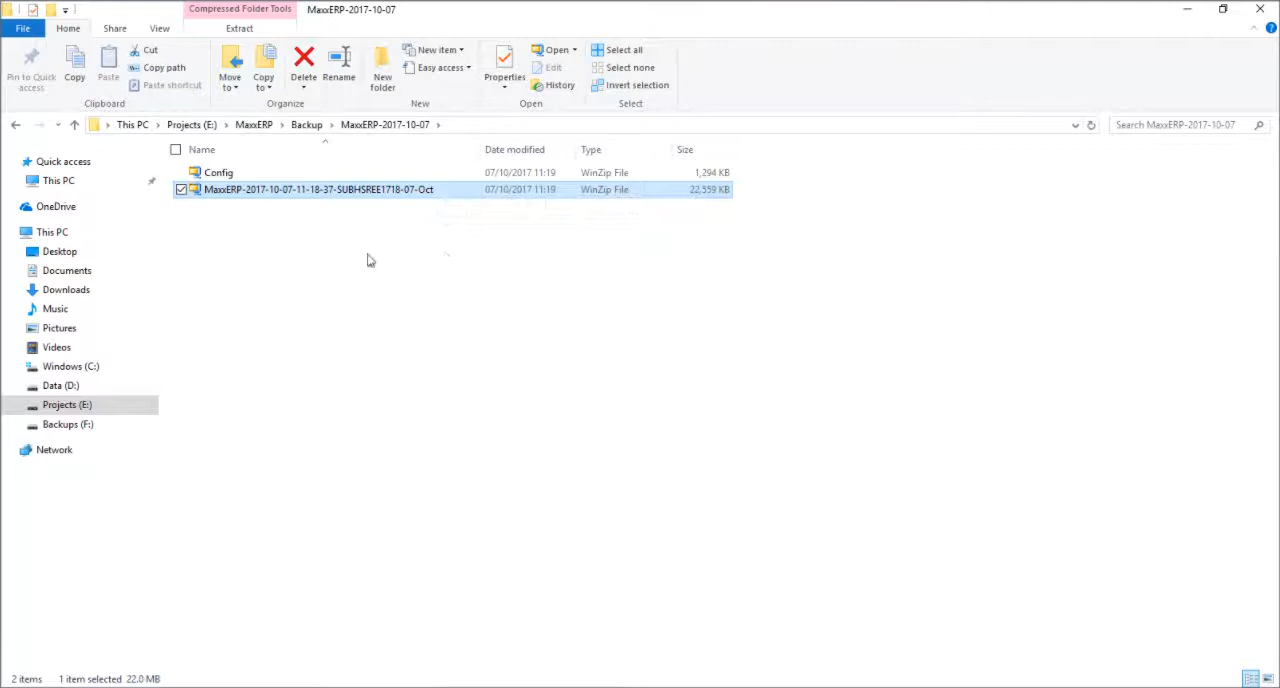 Compressed Folder Tools MaxxERP-2017-10-07
File Home Share View Extract
Pin to Quick access
Copy
Paste
Cut
Copy path
Paste shortcut
Clipboard
Move to
Copy to
Delete
Rename
Organize
New folder
New item
Easy access
New
Properties
Open
Edit
History
Open
Select all
Select none
Invert selection
Select
This PC Projects (E:) MaxxERP Backup MaxxERP-2017-10-07
Search MaxxERP-2017-10-07
Name Date modified Type Size
Config 07/10/2017 11:19 WinZip File 1,294 KB
MaxxERP-2017-10-07-11-18-37-SUBHSREE1718-07-Oct 07/10/2017 11:19 WinZip File 22,559 KB
Quick access
This PC
OneDrive
This PC
Desktop
Documents
Downloads
Music
Pictures
Videos
Windows (C:)
Data (D:)
Projects (E:)
Backups (F:)
Network
2 items 1 item selected 22.0 MB